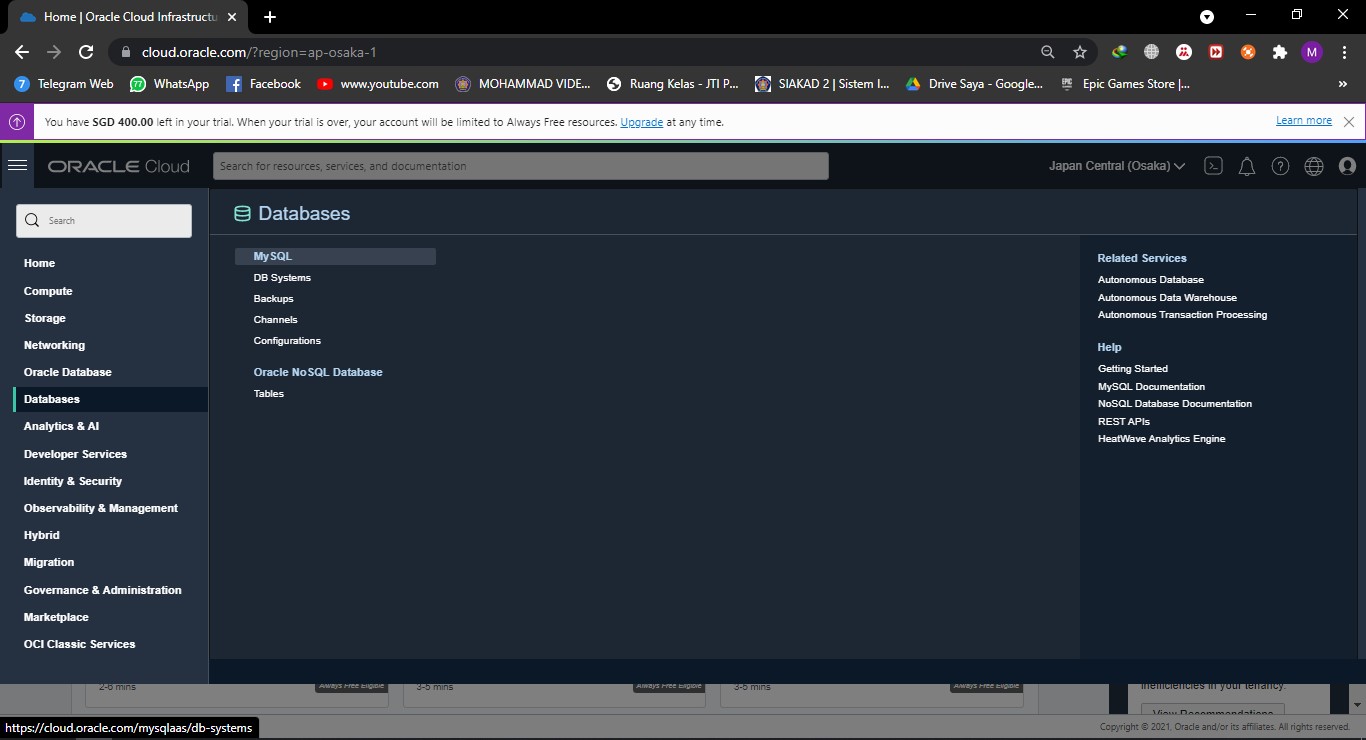 Home | Oracle Cloud Infrastructu
cloud.oracle.com/?region=ap-osaka-1
M
Telegram Web
WhatsApp
Facebook
www.youtube.com
MOHAMMAD VIDE...
Ruang Kelas - JTI P...
SIAKAD 2 | Sistem I...
Drive Saya - Google...
Epic Games Store |...
»
You have SGD 400.00 left in your trial. When your trial is over, your account will be limited to Always Free resources. Upgrade at any time.
Learn more
ORACLE Cloud
Search for resources, services, and documentation
Japan Central (Osaka)
Search
Home
Compute
Storage
Networking
Oracle Database
Databases
Analytics & AI
Developer Services
Identity & Security
Observability & Management
Hybrid
Migration
Governance & Administration
Marketplace
OCI Classic Services
Databases
MySQL
DB Systems
Backups
Channels
Configurations
Oracle NoSQL Database
Tables
Related Services
Autonomous Database
Autonomous Data Warehouse
Autonomous Transaction Processing
Help
Getting Started
MySQL Documentation
NoSQL Database Documentation
REST APIs
HeatWave Analytics Engine
2-6 mins
Always Free Eligible
3-5 mins
Always Free Eligible
3-5 mins
Always Free Eligible
inefficiencies in your tenancy.
View Recommendations
https://cloud.oracle.com/mysqlaas/db-systems
Copyright © 2021, Oracle and/or its affiliates. All rights reserved.